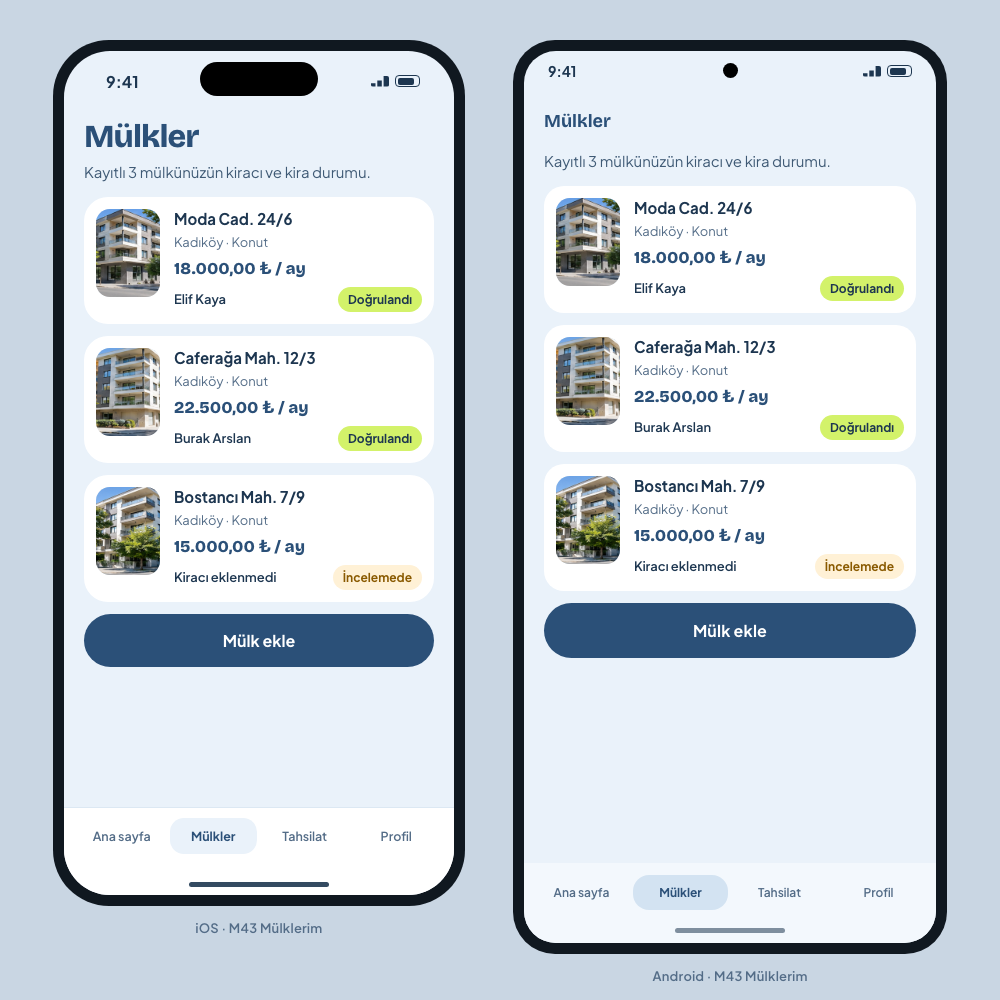 9:41
Mülkler
Kayıtlı 3 mülkünüzün kiracı ve kira durumu.
Moda Cad. 24/6
Kadıköy · Konut
18.000,00 ₺ / ay
Elif Kaya
Doğrulandı
Caferağa Mah. 12/3
Kadıköy · Konut
22.500,00 ₺ / ay
Burak Arslan
Doğrulandı
Bostancı Mah. 7/9
Kadıköy · Konut
15.000,00 ₺ / ay
Kiracı eklenmedi
İncelemede
Mülk ekle
Ana sayfa
Mülkler
Tahsilat
Profil
iOS · M43 Mülklerim
9:41
Mülkler
Kayıtlı 3 mülkünüzün kiracı ve kira durumu.
Moda Cad. 24/6
Kadıköy · Konut
18.000,00 ₺ / ay
Elif Kaya
Doğrulandı
Caferağa Mah. 12/3
Kadıköy · Konut
22.500,00 ₺ / ay
Burak Arslan
Doğrulandı
Bostancı Mah. 7/9
Kadıköy · Konut
15.000,00 ₺ / ay
Kiracı eklenmedi
İncelemede
Mülk ekle
Ana sayfa
Mülkler
Tahsilat
Profil
Android · M43 Mülklerim